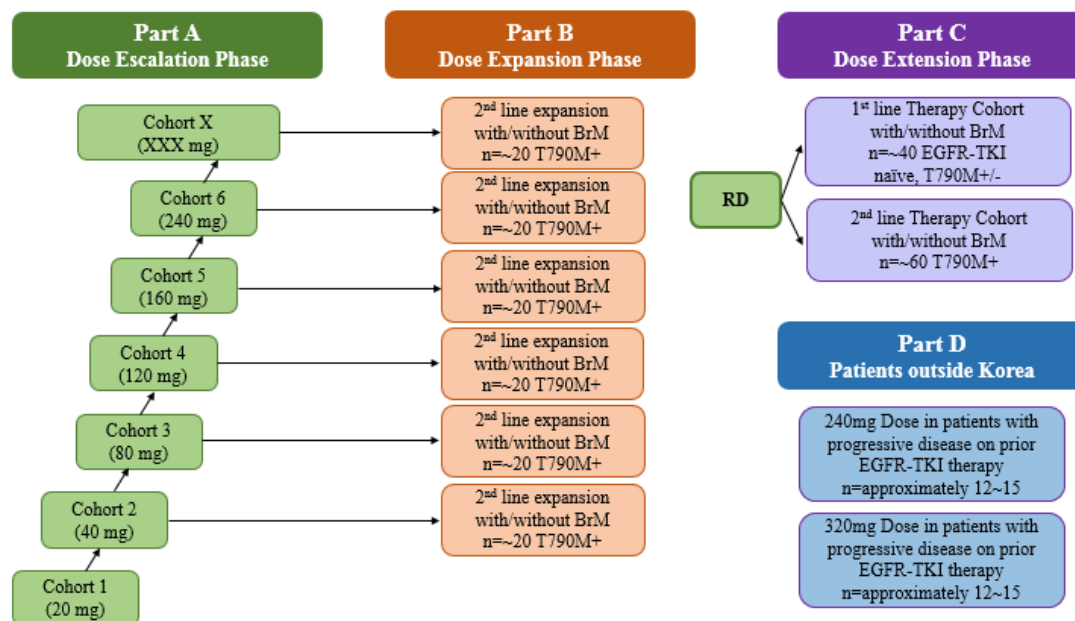 Part A
Dose Escalation Phase
Cohort X
(XXX mg)
Cohort 6
(240 mg)
Cohort 5
(160 mg)
Cohort 4
(120 mg)
Cohort 3
(80 mg)
Cohort 2
(40 mg)
Cohort 1
(20 mg)
Part B
Dose Expansion Phase
2nd line expansion
with/without BrM
n=~20 T790M+
2nd line expansion
with/without BrM
n=~20 T790M+
2nd line expansion
with/without BrM
n=~20 T790M+
2nd line expansion
with/without BrM
n=~20 T790M+
2nd line expansion
with/without BrM
n=~20 T790M+
2nd line expansion
with/without BrM
n=~20 T790M+
Part C
Dose Extension Phase
RD
1st line Therapy Cohort
with/without BrM
n=~40 EGFR-TKI
naïve, T790M+/-
2nd line Therapy Cohort
with/without BrM
n=~60 T790M+
Part D
Patients outside Korea
240mg Dose in patients with
progressive disease on prior
EGFR-TKI therapy
n=approximately 12~15
320mg Dose in patients with
progressive disease on prior
EGFR-TKI therapy
n=approximately 12~15